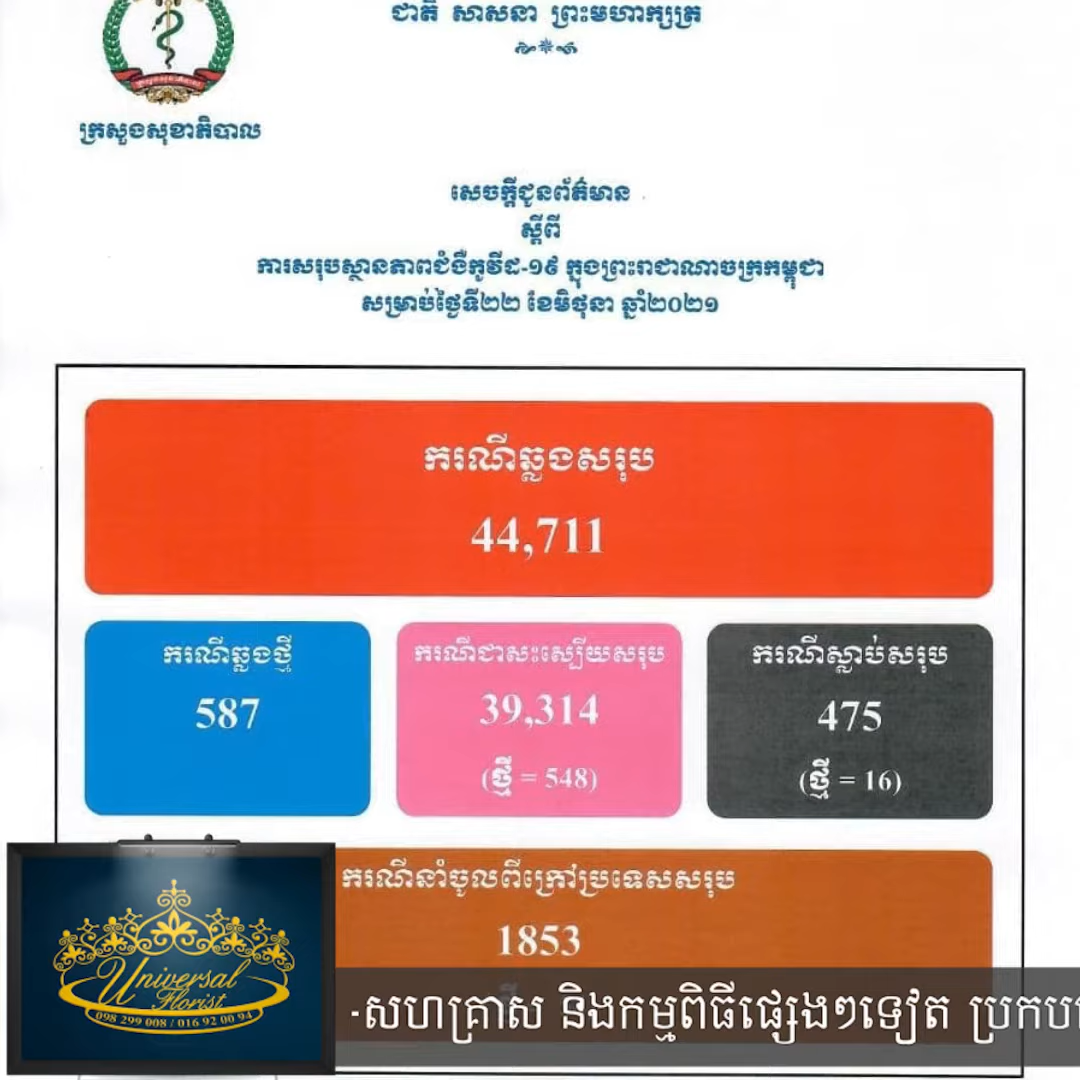 ជាតិ សាសនា ព្រះមហាក្សត្រ
ក្រសួងសុខាភិបាល
សេចក្តីជូនព័ត៌មាន
ស្តីពី
ការសរុបស្ថានភាពជំងឺកូវីដ-១៩ ក្នុងព្រះរាជាណាចក្រកម្ពុជា
សម្រាប់ថ្ងៃទី២២ ខែមិថុនា ឆ្នាំ២០២១
ករណីឆ្លងសរុប
44,711
ករណីឆ្លងថ្មី
587
ករណីជាសះស្បើយសរុប
39,314
(ថ្មី = 548)
ករណីស្លាប់សរុប
475
(ថ្មី = 16)
ករណីនាំចូលពីក្រៅប្រទេសសរុប
1853
Universal
Florist
098 299 008 / 016 92 00 94
-សហគ្រាស និងកម្មពិធីផ្សេងៗទៀត ប្រកប